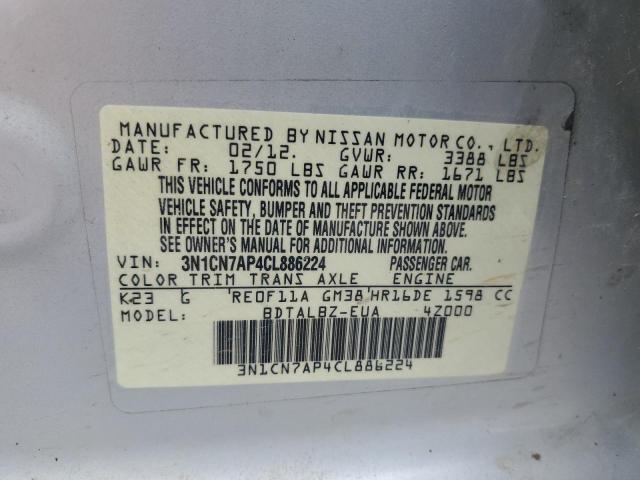 MANUFACTURED BY NISSAN MOTOR CO., LTD.
DATE: 02/12. GVWR: 3388 LBS
GAWR FR: 1750 LBS GAWR RR: 1671 LBS
THIS VEHICLE CONFORMS TO ALL APPLICABLE FEDERAL MOTOR
VEHICLE SAFETY, BUMPER AND THEFT PREVENTION STANDARDS
IN EFFECT ON THE DATE OF MANUFACTURE SHOWN ABOVE.
SEE OWNER'S MANUAL FOR ADDITIONAL INFORMATION.
VIN: 3N1CN7AP4CL886224 PASSENGER CAR.
COLOR TRIM TRANS AXLE ENGINE
K23 G RE0F11A GM38 HR16DE 1598 CC
MODEL: BDTALBZ-EUA 4Z000
3N1CN7AP4CL886224